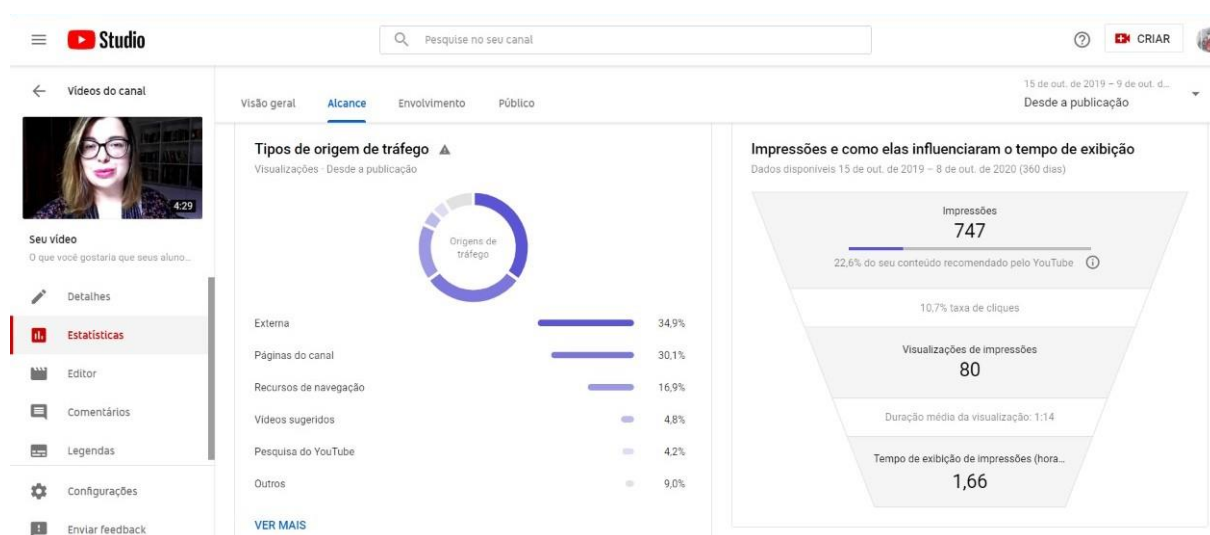 Studio
Pesquise no seu canal
CRIAR
Vídeos do canal
4:29
Seu vídeo
O que você gostaria que seus aluno...
Detalhes
Estatísticas
Editor
Comentários
Legendas
Configurações
Enviar feedback
Visão geral Alcance Envolvimento Público
15 de out. de 2019 – 9 de out. d...
Desde a publicação
Tipos de origem de tráfego
Visualizações · Desde a publicação
Origens de
tráfego
Externa 34,9%
Páginas do canal 30,1%
Recursos de navegação 16,9%
Vídeos sugeridos 4,8%
Pesquisa do YouTube 4,2%
Outros 9,0%
VER MAIS
Impressões e como elas influenciaram o tempo de exibição
Dados disponíveis 15 de out. de 2019 – 8 de out. de 2020 (360 dias)
Impressões
747
22,6% do seu conteúdo recomendado pelo YouTube
10,7% taxa de cliques
Visualizações de impressões
80
Duração média da visualização: 1:14
Tempo de exibição de impressões (hora...
1,66